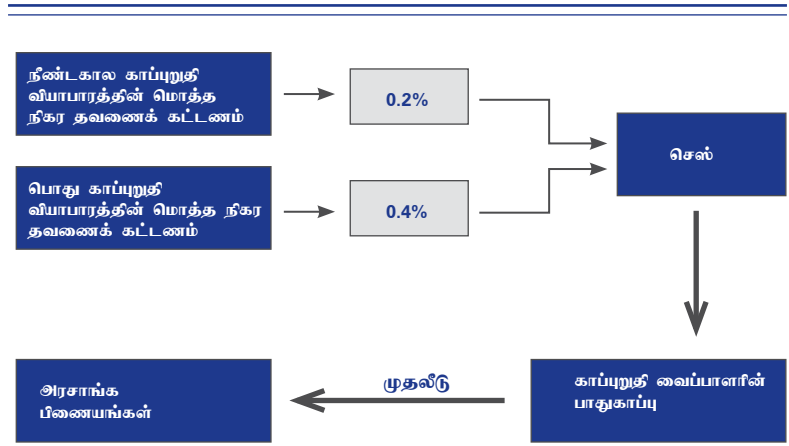 நீண்டகால காப்புறுதி
வியாபாரத்தின் மொத்த
நிகர தவணைக் கட்டணம்
0.2%
பொது காப்புறுதி
வியாபாரத்தின் மொத்த நிகர
தவணைக் கட்டணம்
0.4%
செஸ்
காப்புறுதி வைப்பாளரின்
பாதுகாப்பு
முதலீடு
அரசாங்க
பிணையங்கள்